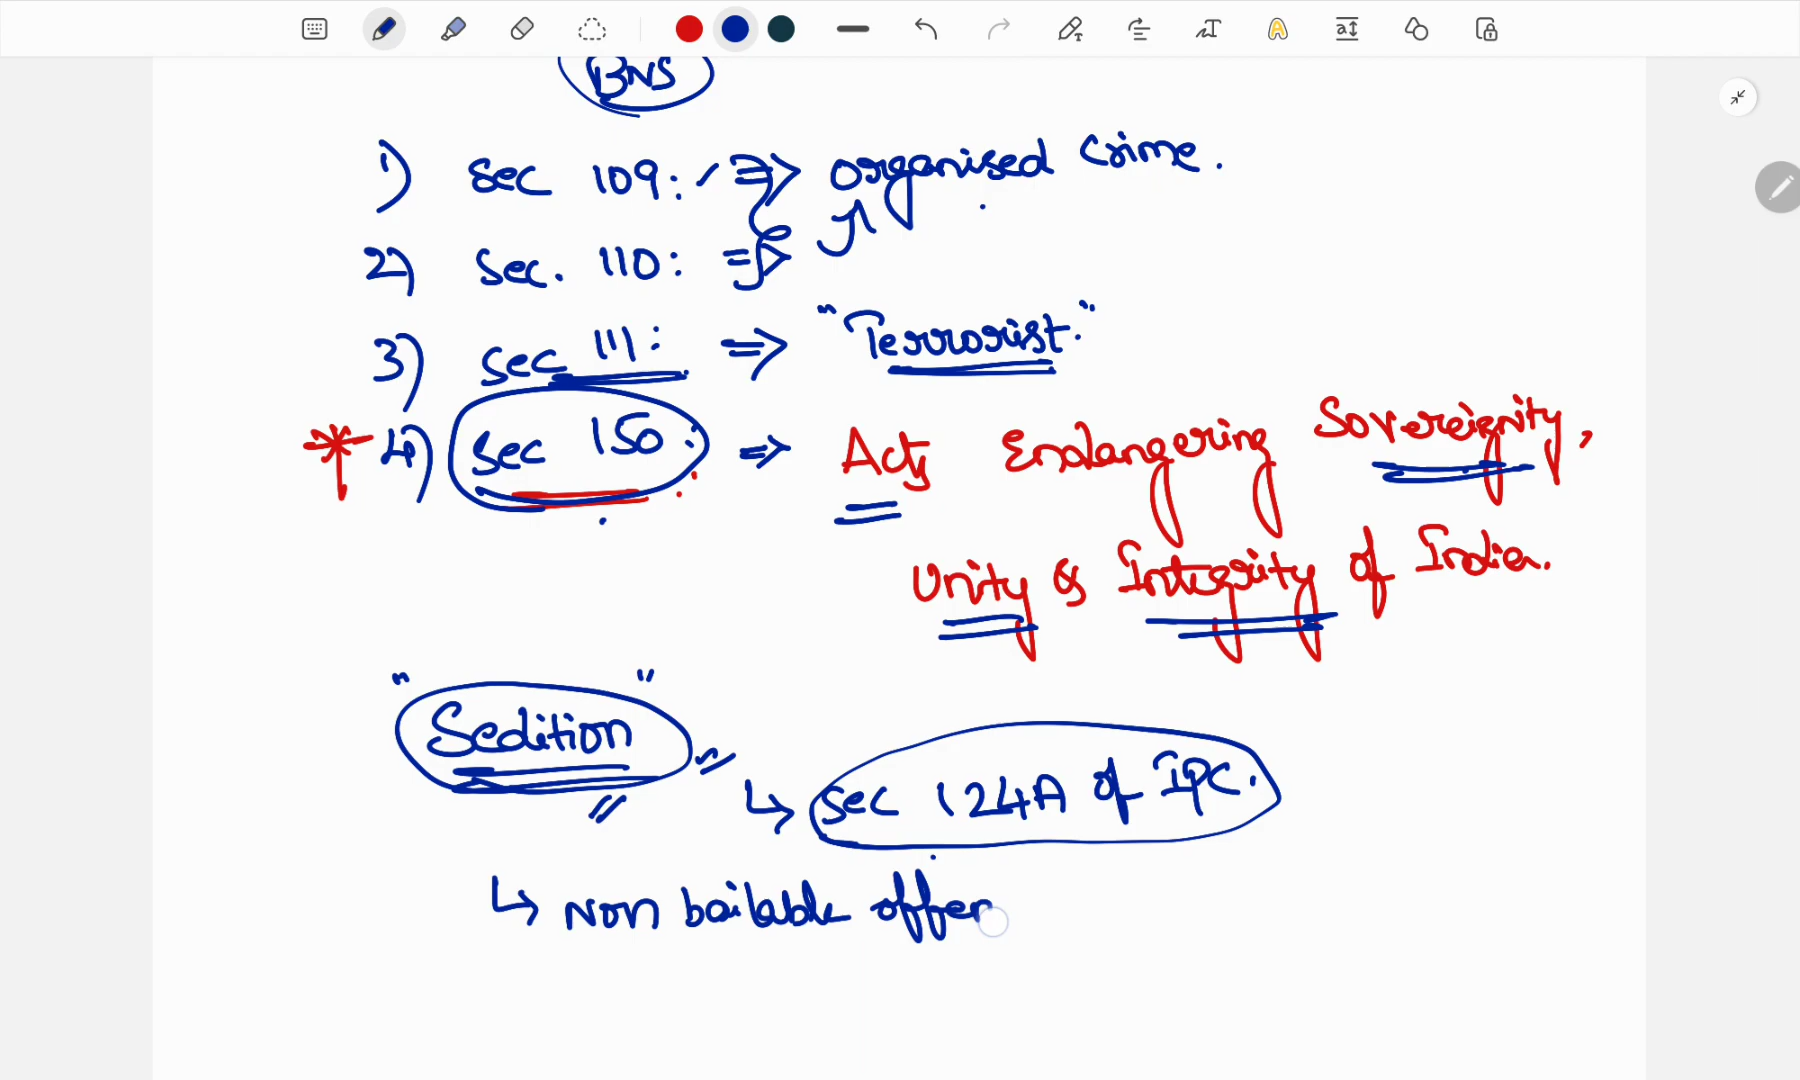 BNS
1) Sec 109: ✓ ⇒ organised crime.
2) Sec. 110: ⇒
3) Sec 111: ⇒ "Terrorist."
4) Sec 150: ⇒ Acts Endangering Sovereignty,
Unity & Integrity of India.
"Sedition"
↳ Sec 124A of IPC.
↳ Non bailable offen